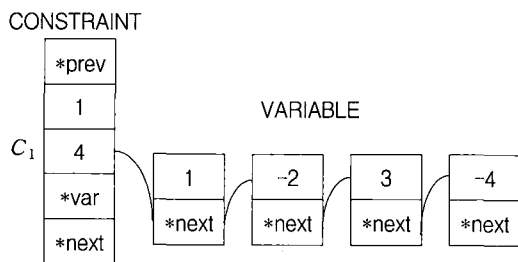 CONSTRAINT
*prev
1
C1 4
*var
*next
VARIABLE
1 -2 3 -4
*next *next *next *next